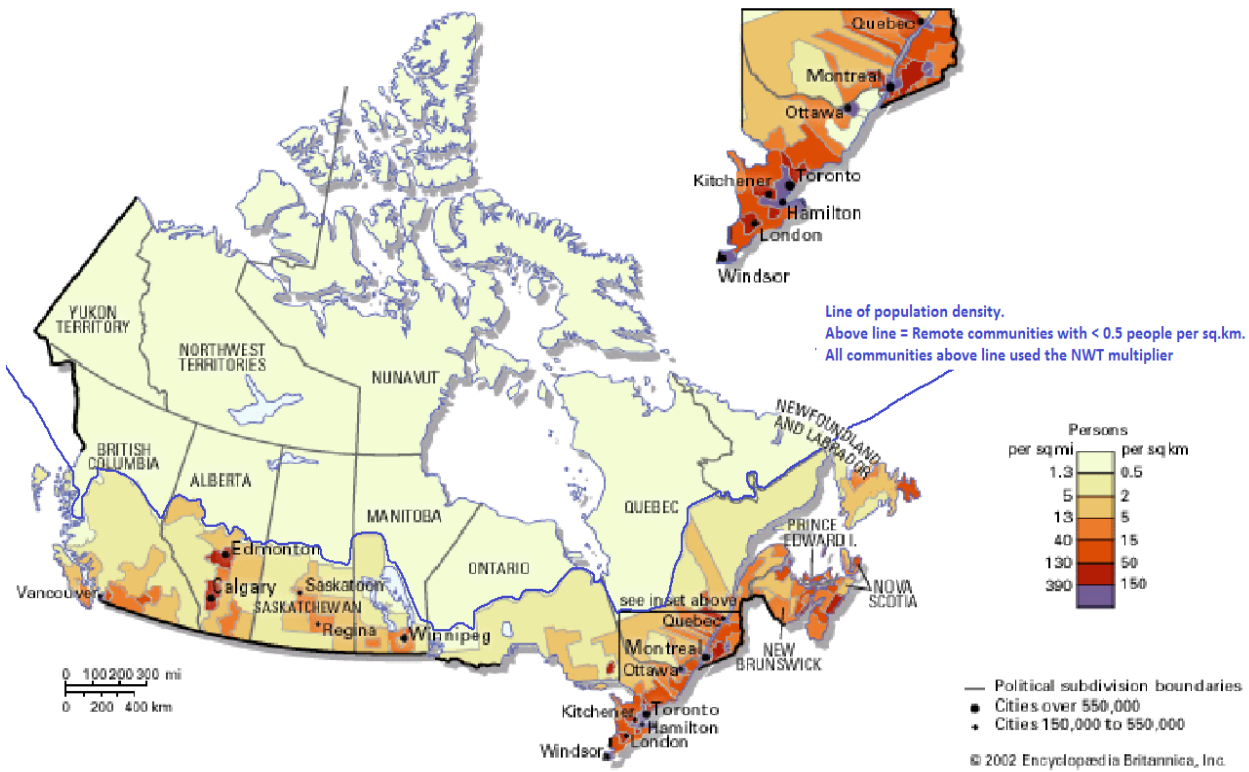 Quebec
Montreal
Ottawa
Kitchener
Toronto
Hamilton
London
Windsor
Line of population density.
Above line = Remote communities with < 0.5 people per sq.km.
All communities above line used the NWT multiplier
YUKON
TERRITORY
NORTHWEST
TERRITORIES
NUNAVUT
BRITISH
COLUMBIA
ALBERTA
MANITOBA
ONTARIO
QUEBEC
NEWFOUNDLAND
AND LABRADOR
PRINCE
EDWARD I.
NOVA
SCOTIA
NEW
BRUNSWICK
Edmonton
Calgary
Vancouver
Saskatoon
SASKATCHEWAN
Regina
Winnipeg
see inset above
Quebec
Montreal
Ottawa
Kitchener
Toronto
Hamilton
London
Windsor
0 100 200 300 mi
0 200 400 km
Persons
per sq mi per sq km
1.3 0.5
5 2
13 5
40 15
130 50
390 150
Political subdivision boundaries
Cities over 550,000
Cities 150,000 to 550,000
© 2002 Encyclopædia Britannica, Inc.